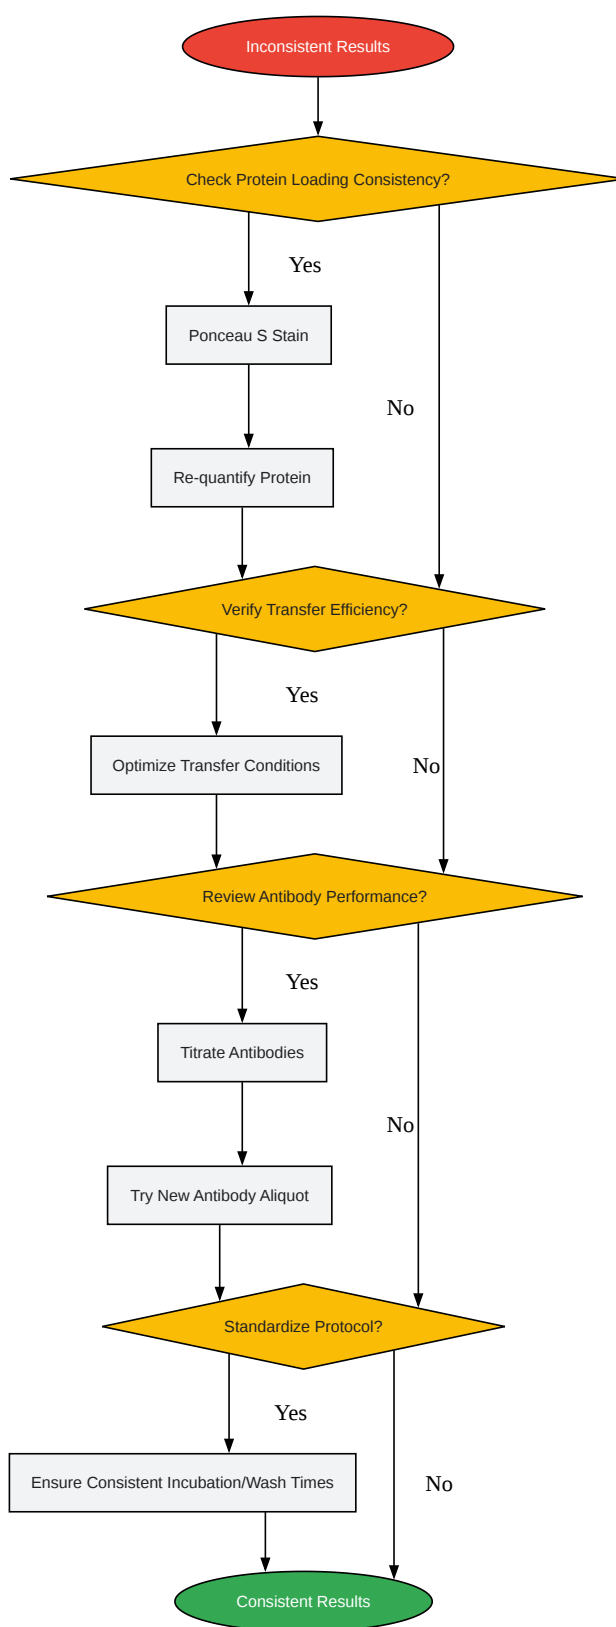 Inconsistent Results
Check Protein Loading Consistency?
Yes
Ponceau S Stain
No
Re-quantify Protein
Verify Transfer Efficiency?
Yes
Optimize Transfer Conditions
No
Review Antibody Performance?
Yes
Titrate Antibodies
No
Try New Antibody Aliquot
Standardize Protocol?
Yes
Ensure Consistent Incubation/Wash Times
No
Consistent Results